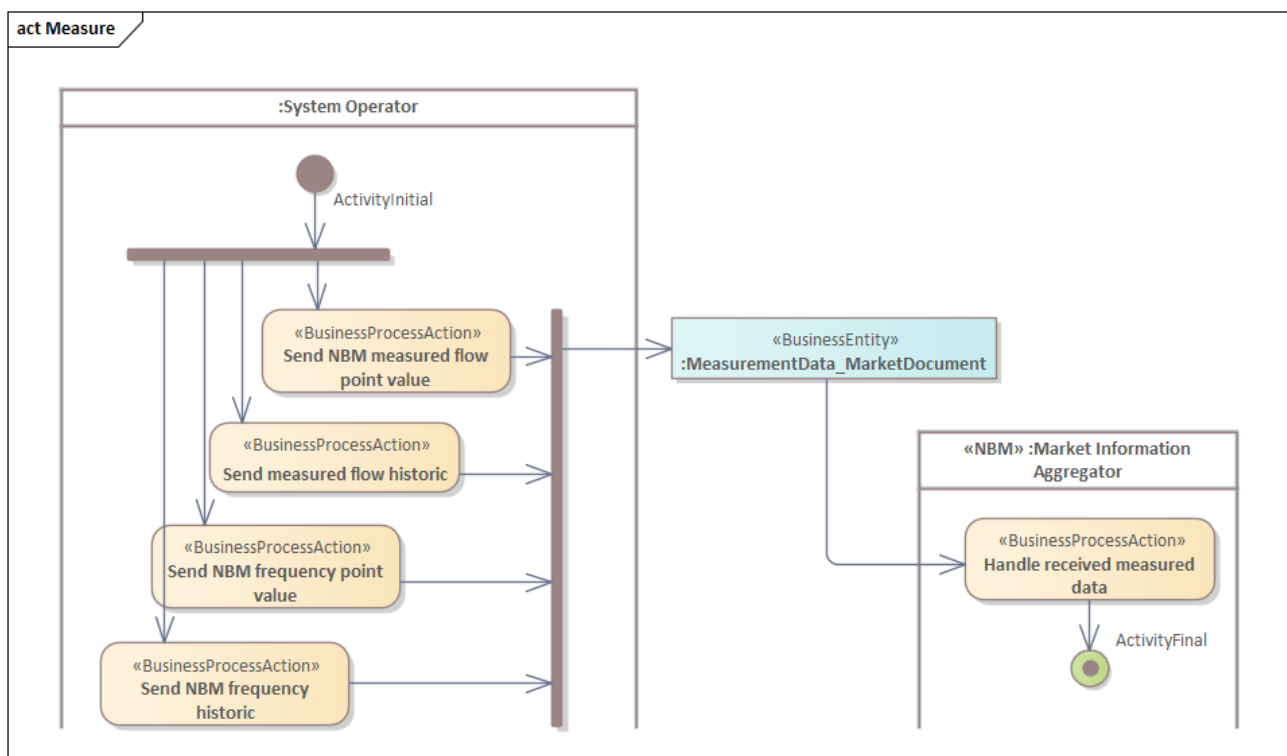 act Measure
:System Operator
ActivityInitial
«BusinessProcessAction»
Send NBM measured flow
point value
«BusinessEntity»
:MeasurementData_MarketDocument
«BusinessProcessAction»
Send measured flow historic
«NBM» :Market Information
Aggregator
«BusinessProcessAction»
Send NBM frequency point
value
«BusinessProcessAction»
Handle received measured
data
ActivityFinal
«BusinessProcessAction»
Send NBM frequency
historic